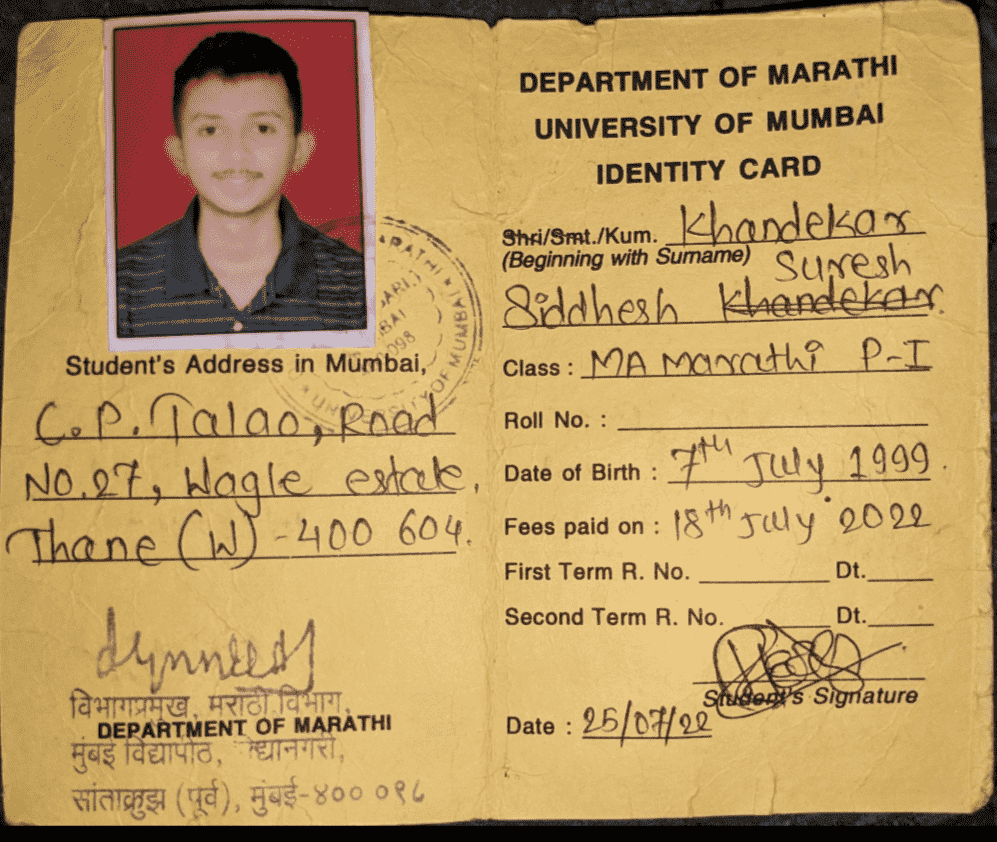 Student's Address in Mumbai,
C.P. Talao, Road
NO.27, Wagle estate,
Thane (W) - 400 604.
विभागप्रमुख, मराठी विभाग,
DEPARTMENT OF MARATHI
मुंबई विद्यापीठ,
सांताक्रुझ (पूर्व), मुंबई-४०० ०९८
DEPARTMENT OF MARATHI
UNIVERSITY OF MUMBAI
IDENTITY CARD
Shri/Smt./Kum. Khandekar
(Beginning with Surname) Suresh
Siddhesh Khandekar.
Class : MA Marathi P-I
Roll No. :
Date of Birth : 7th July 1999.
Fees paid on : 18th July 2022
First Term R. No. Dt.
Second Term R. No. Dt.
Student's Signature
Date : 25/07/22